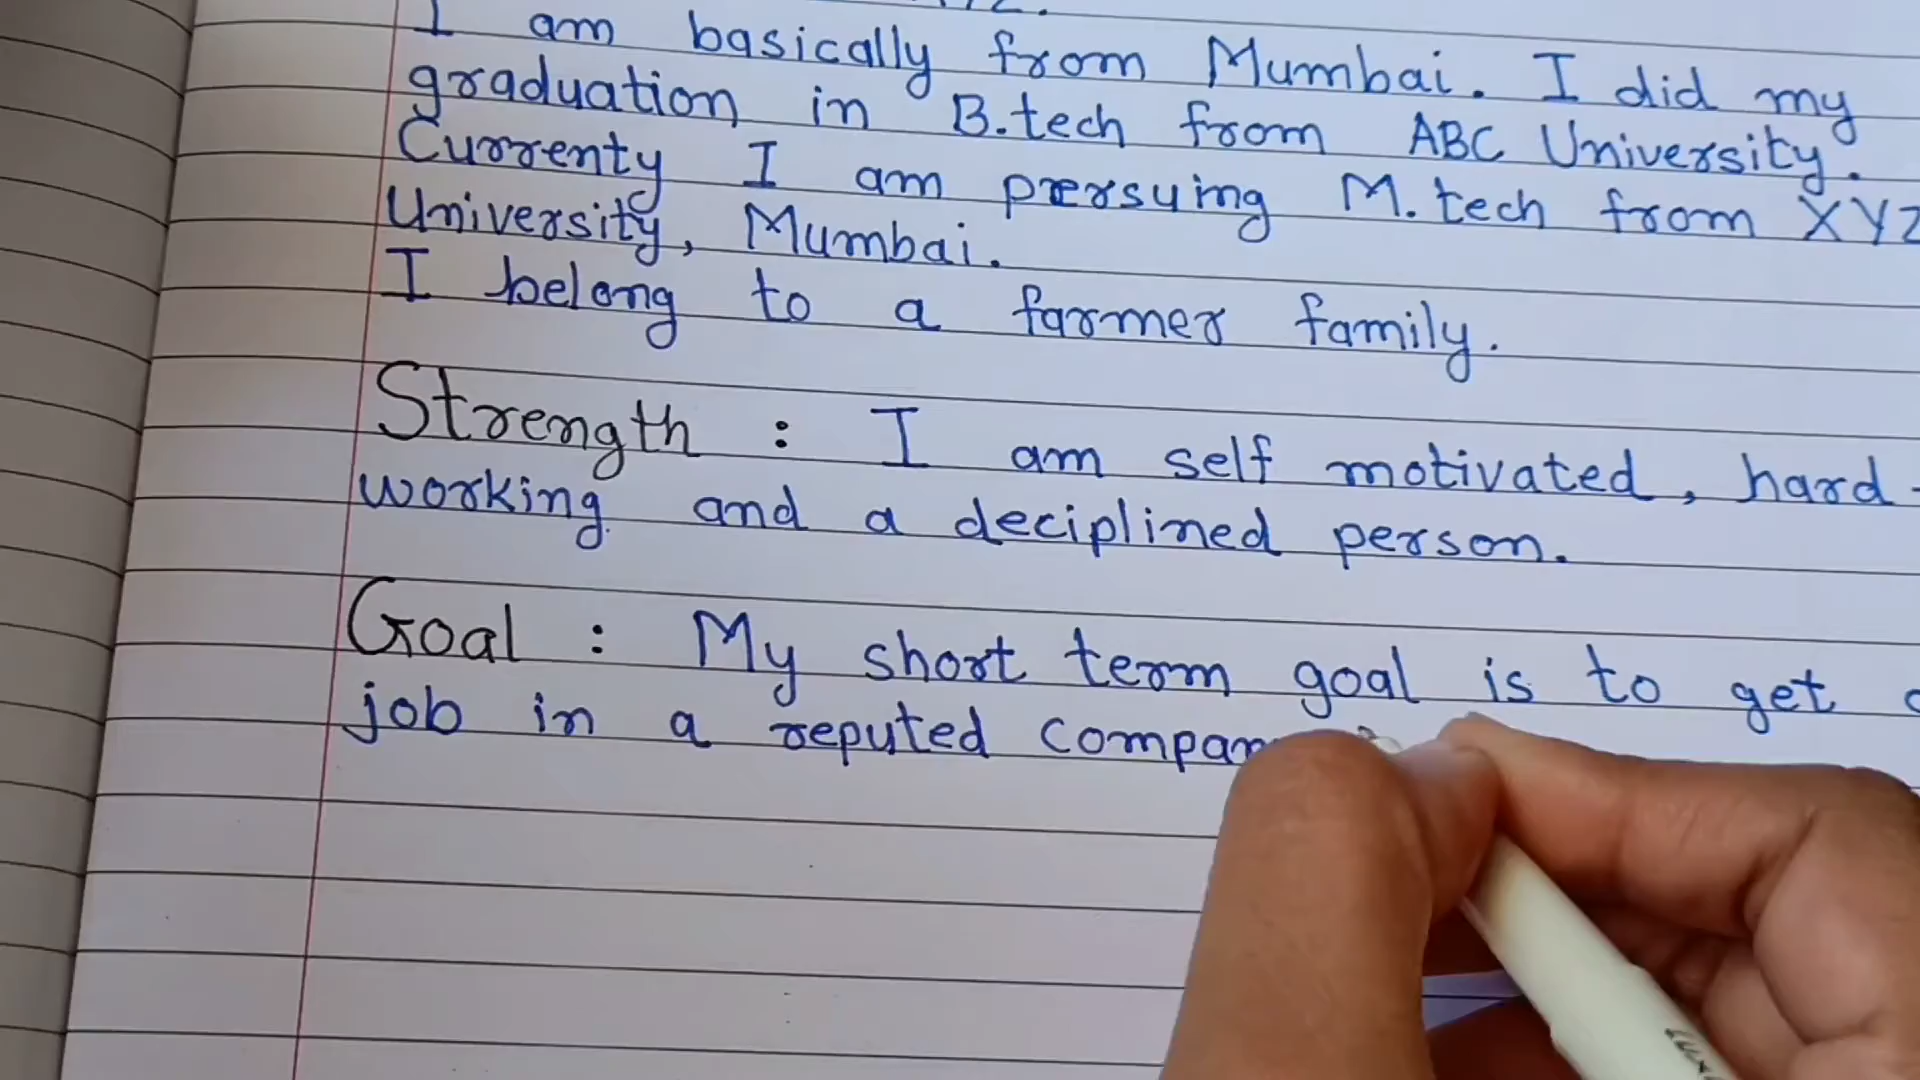 I am basically from Mumbai. I did my
graduation in B.tech from ABC University.
Currenty I am persuing M.tech from XYZ
University, Mumbai.
I belong to a farmer family.
Strength : I am self motivated, hard-
working and a deciplined person.
Goal : My short term goal is to get
job in a reputed